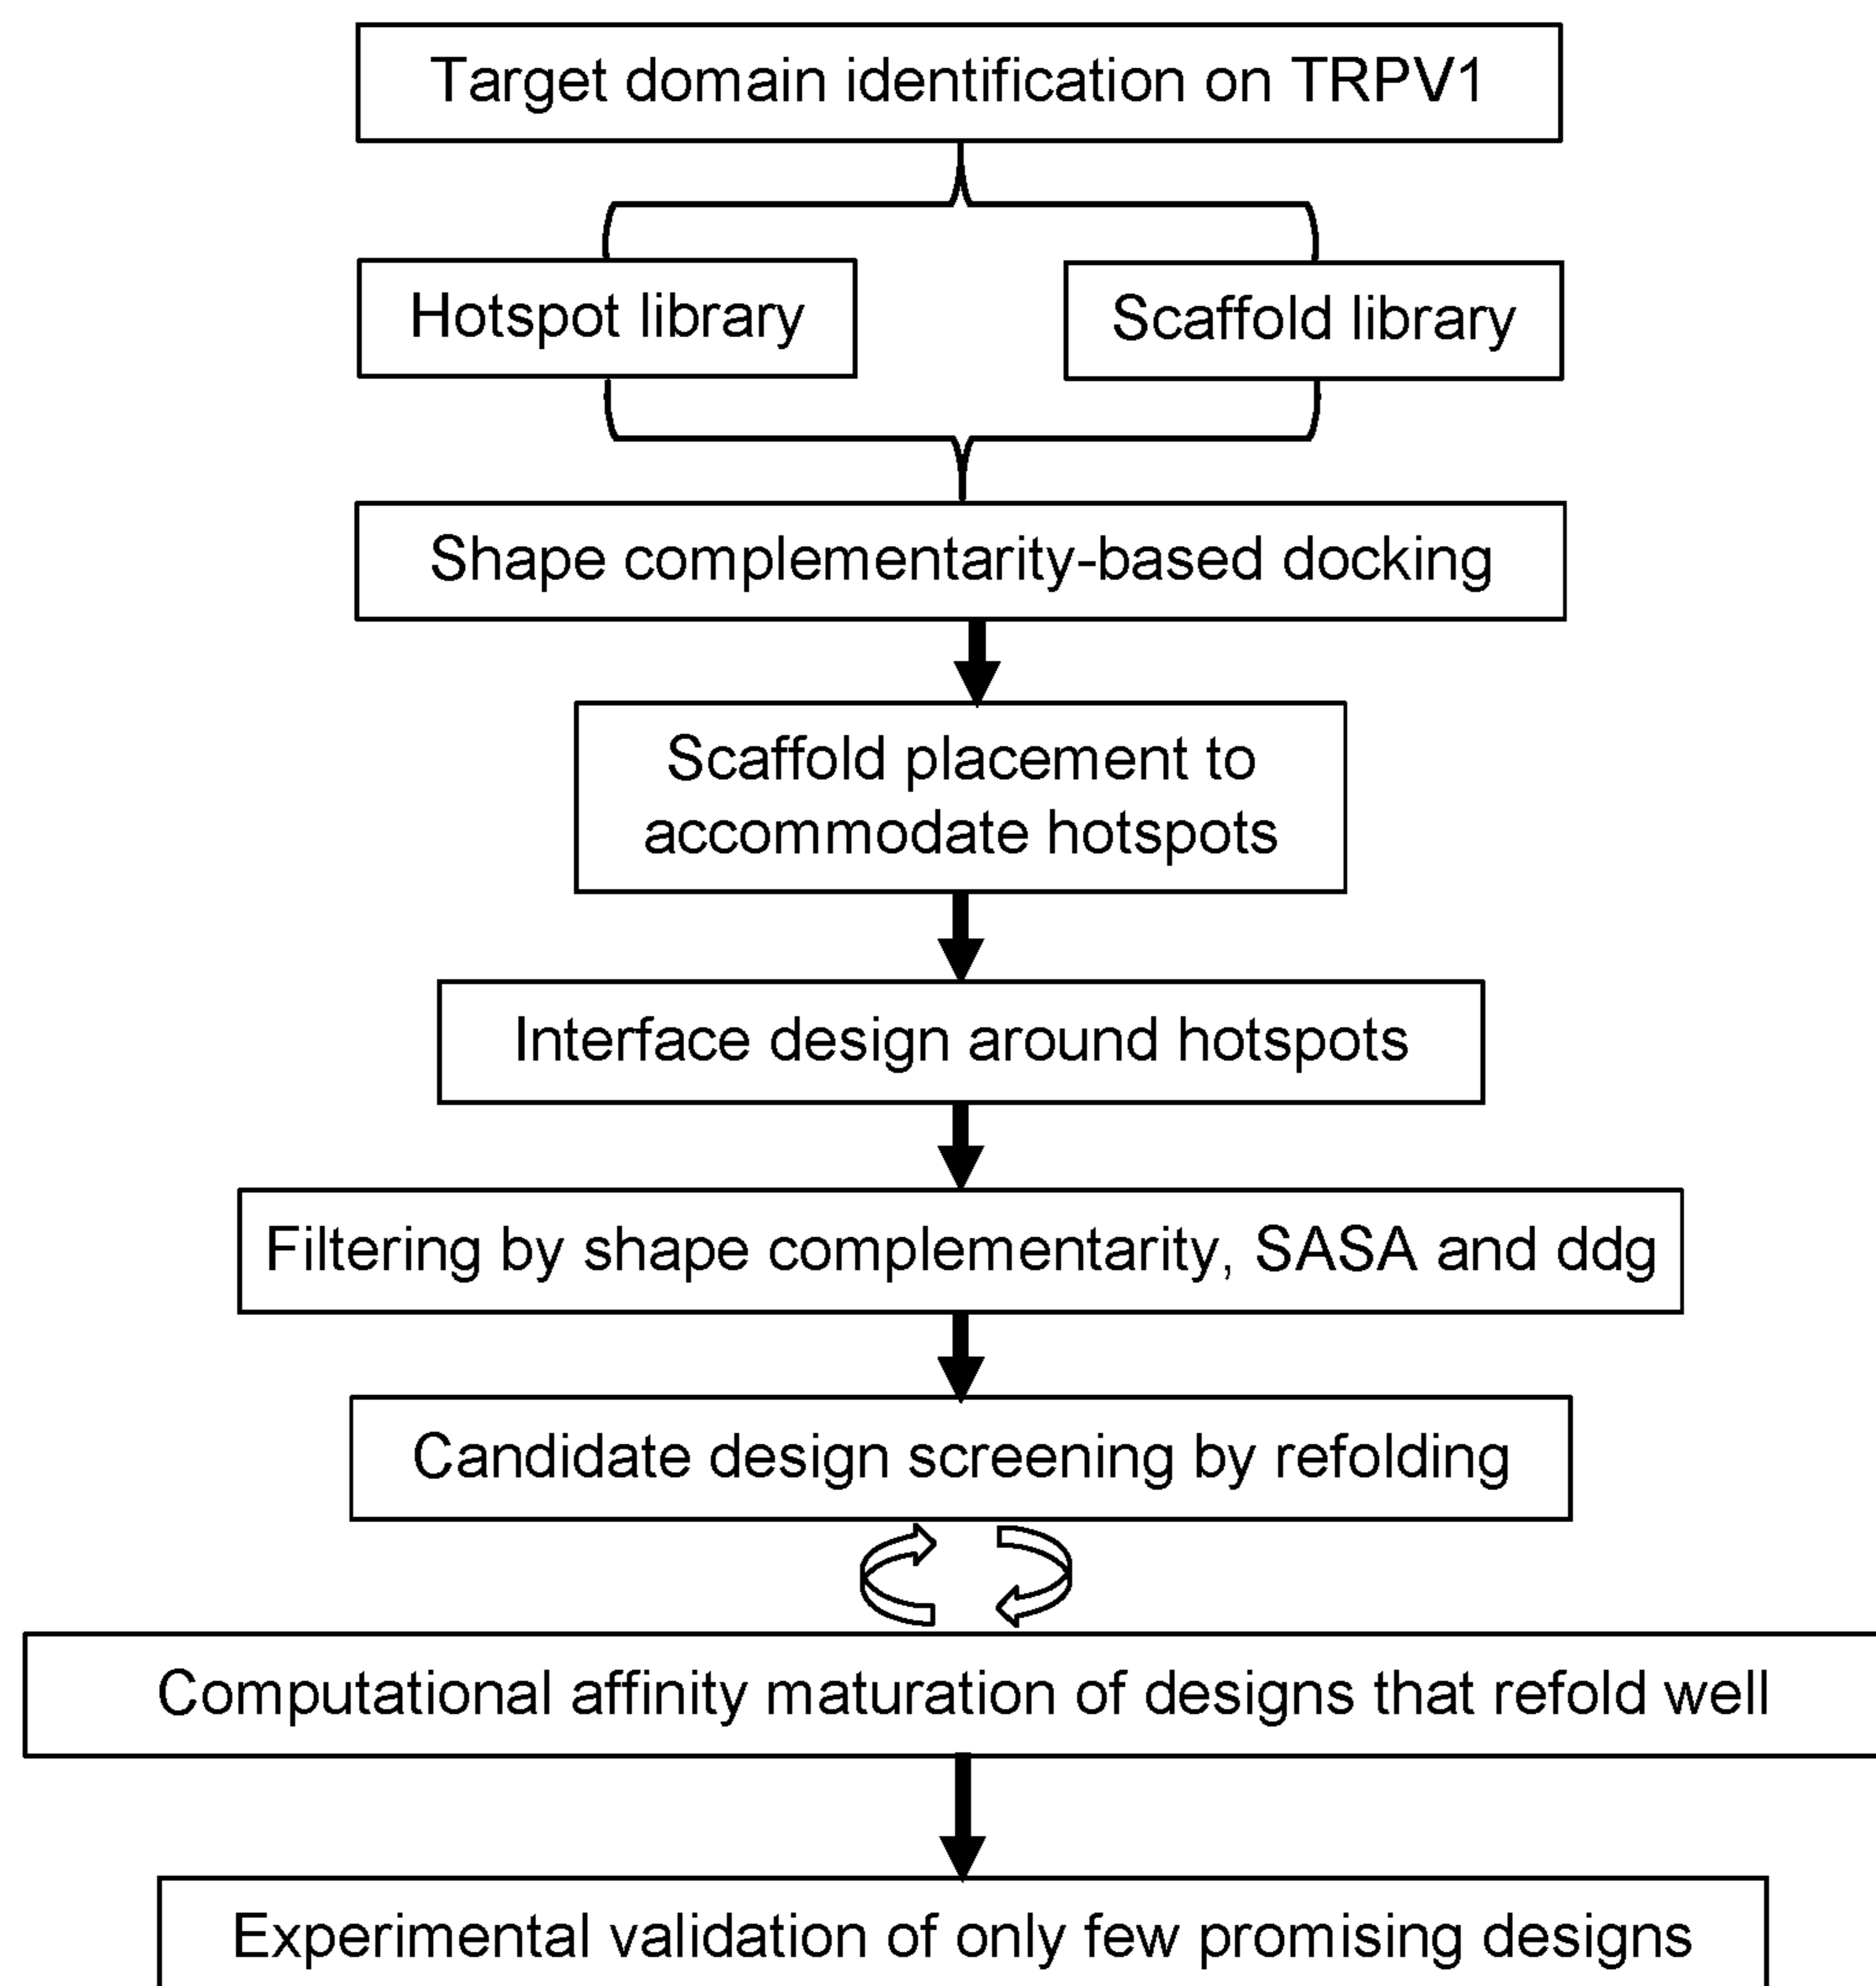 Target domain identification on TRPV1
Hotspot library
Scaffold library
Shape complementarity-based docking
Scaffold placement to
accommodate hotspots
Interface design around hotspots
Filtering by shape complementarity, SASA and ddg
Candidate design screening by refolding
Computational affinity maturation of designs that refold well
Experimental validation of only few promising designs